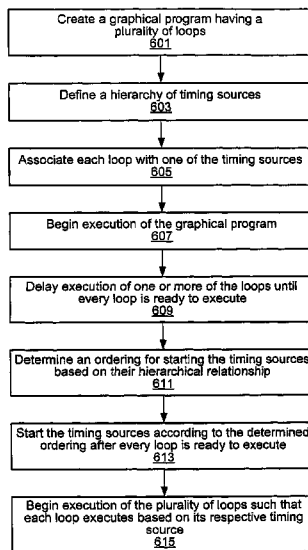 Create a graphical program having a
plurality of loops
601
Define a hierarchy of timing sources
603
Associate each loop with one of the timing sources
605
Begin execution of the graphical program
607
Delay execution of one or more of the loops until
every loop is ready to execute
609
Determine an ordering for starting the timing sources
based on their hierarchical relationship
611
Start the timing sources according to the determined
ordering after every loop is ready to execute
613
Begin execution of the plurality of loops such that
each loop executes based on its respective timing
source
615